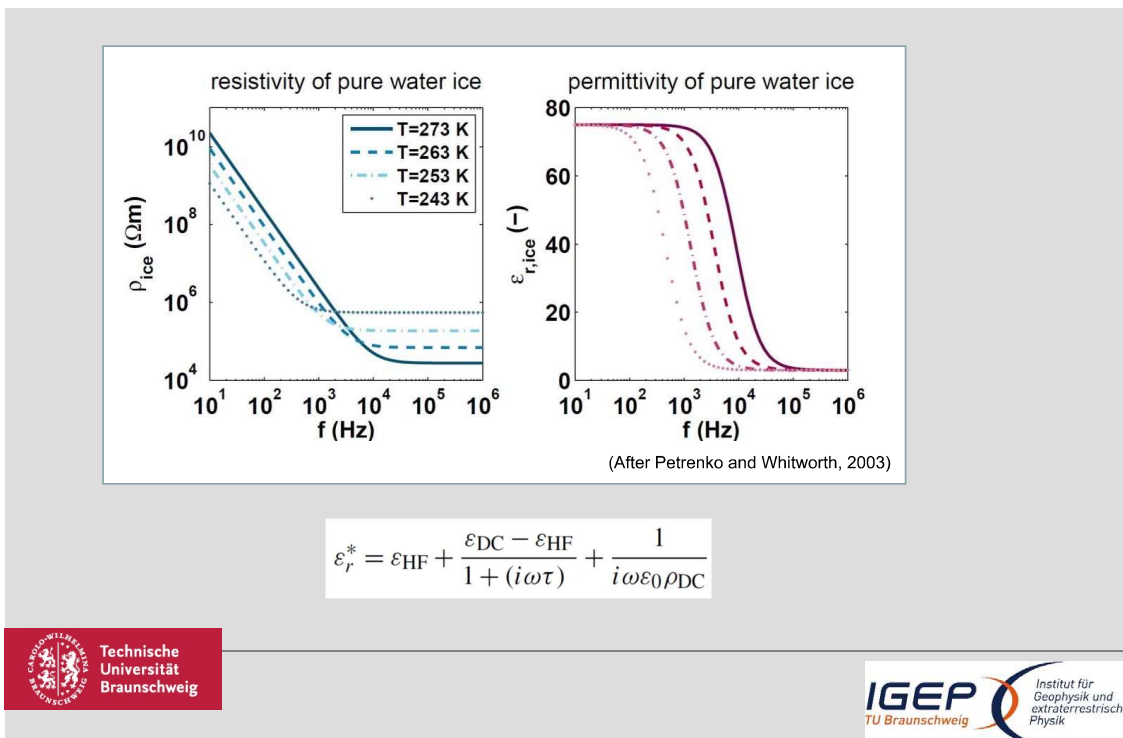 resistivity of pure water ice
10^10
10^8
10^6
10^4
ρ_ice (Ωm)
T=273 K
T=263 K
T=253 K
T=243 K
10^1 10^2 10^3 10^4 10^5 10^6
f (Hz)
permittivity of pure water ice
80
60
40
20
0
ε_r,ice (–)
10^1 10^2 10^3 10^4 10^5 10^6
f (Hz)
(After Petrenko and Whitworth, 2003)
ε_r^* = ε_HF + (ε_DC − ε_HF)/(1 + (iωτ)) + 1/(iωε_0ρ_DC)
CAROLO-WILHELMINA
BRAUNSCHWEIG
Technische
Universität
Braunschweig
IGEP
TU Braunschweig
Institut für
Geophysik und
extraterrestrisch
Physik